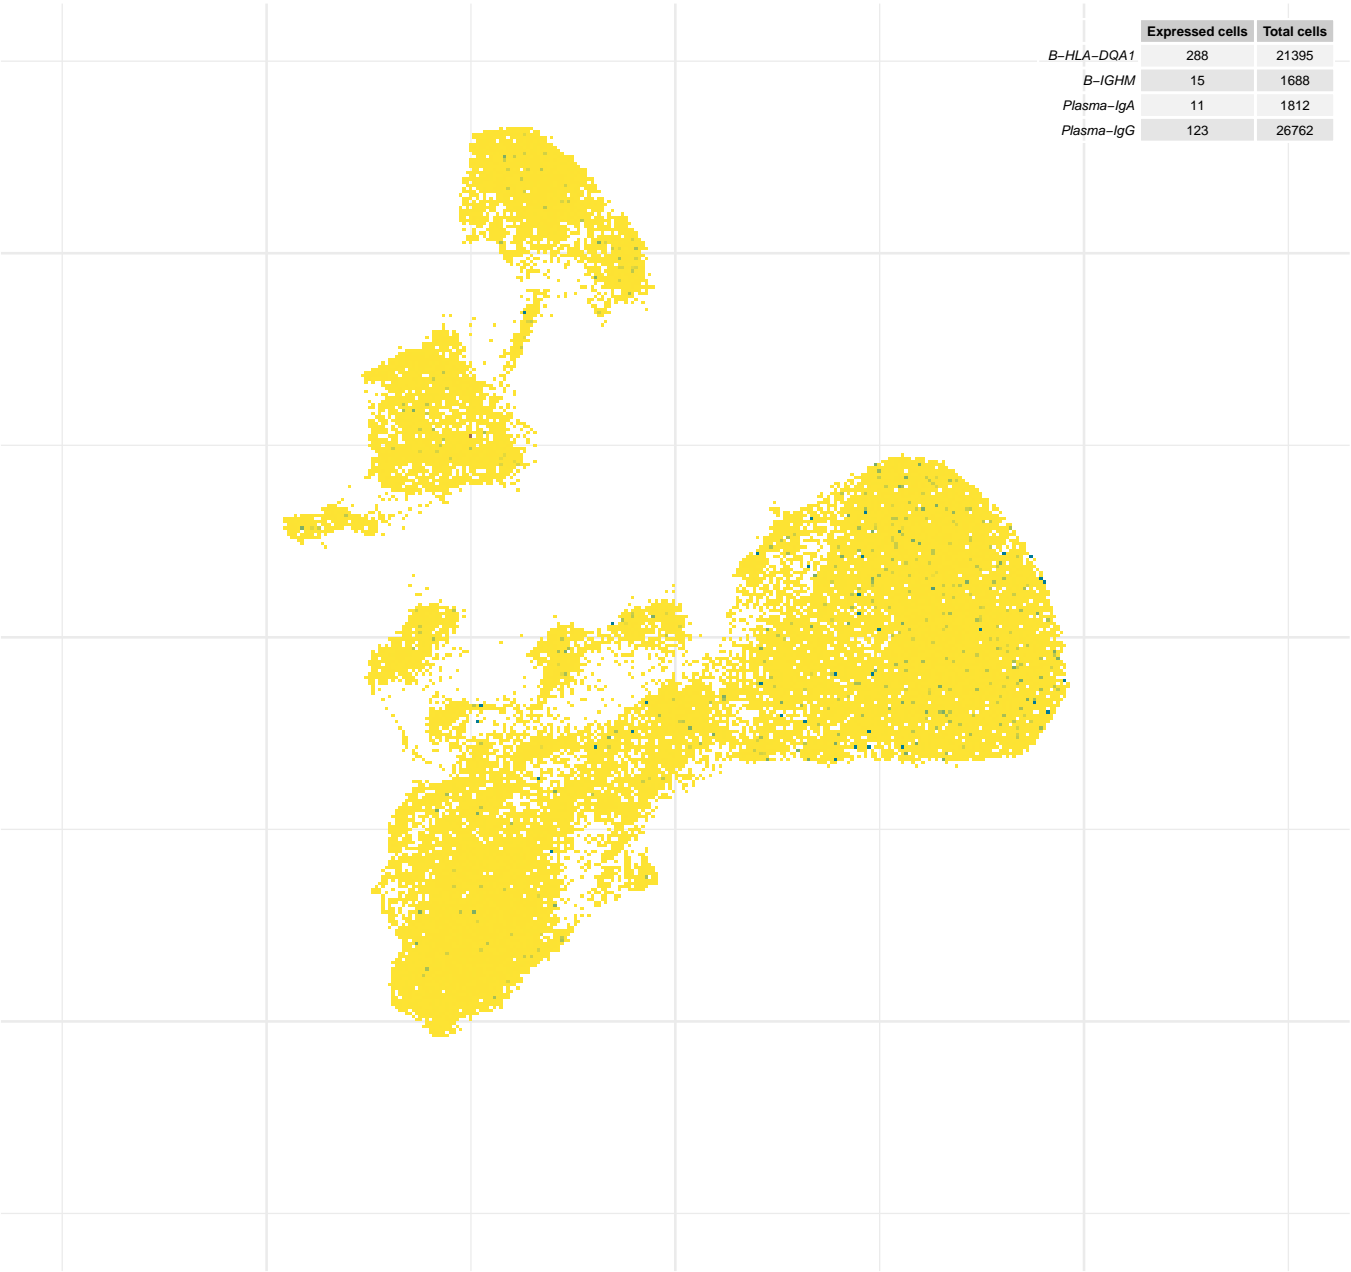 Expressed cells Total cells
B−HLA−DQA1 288 21395
B−IGHM 15 1688
Plasma−IgA 11 1812
Plasma−IgG 123 26762